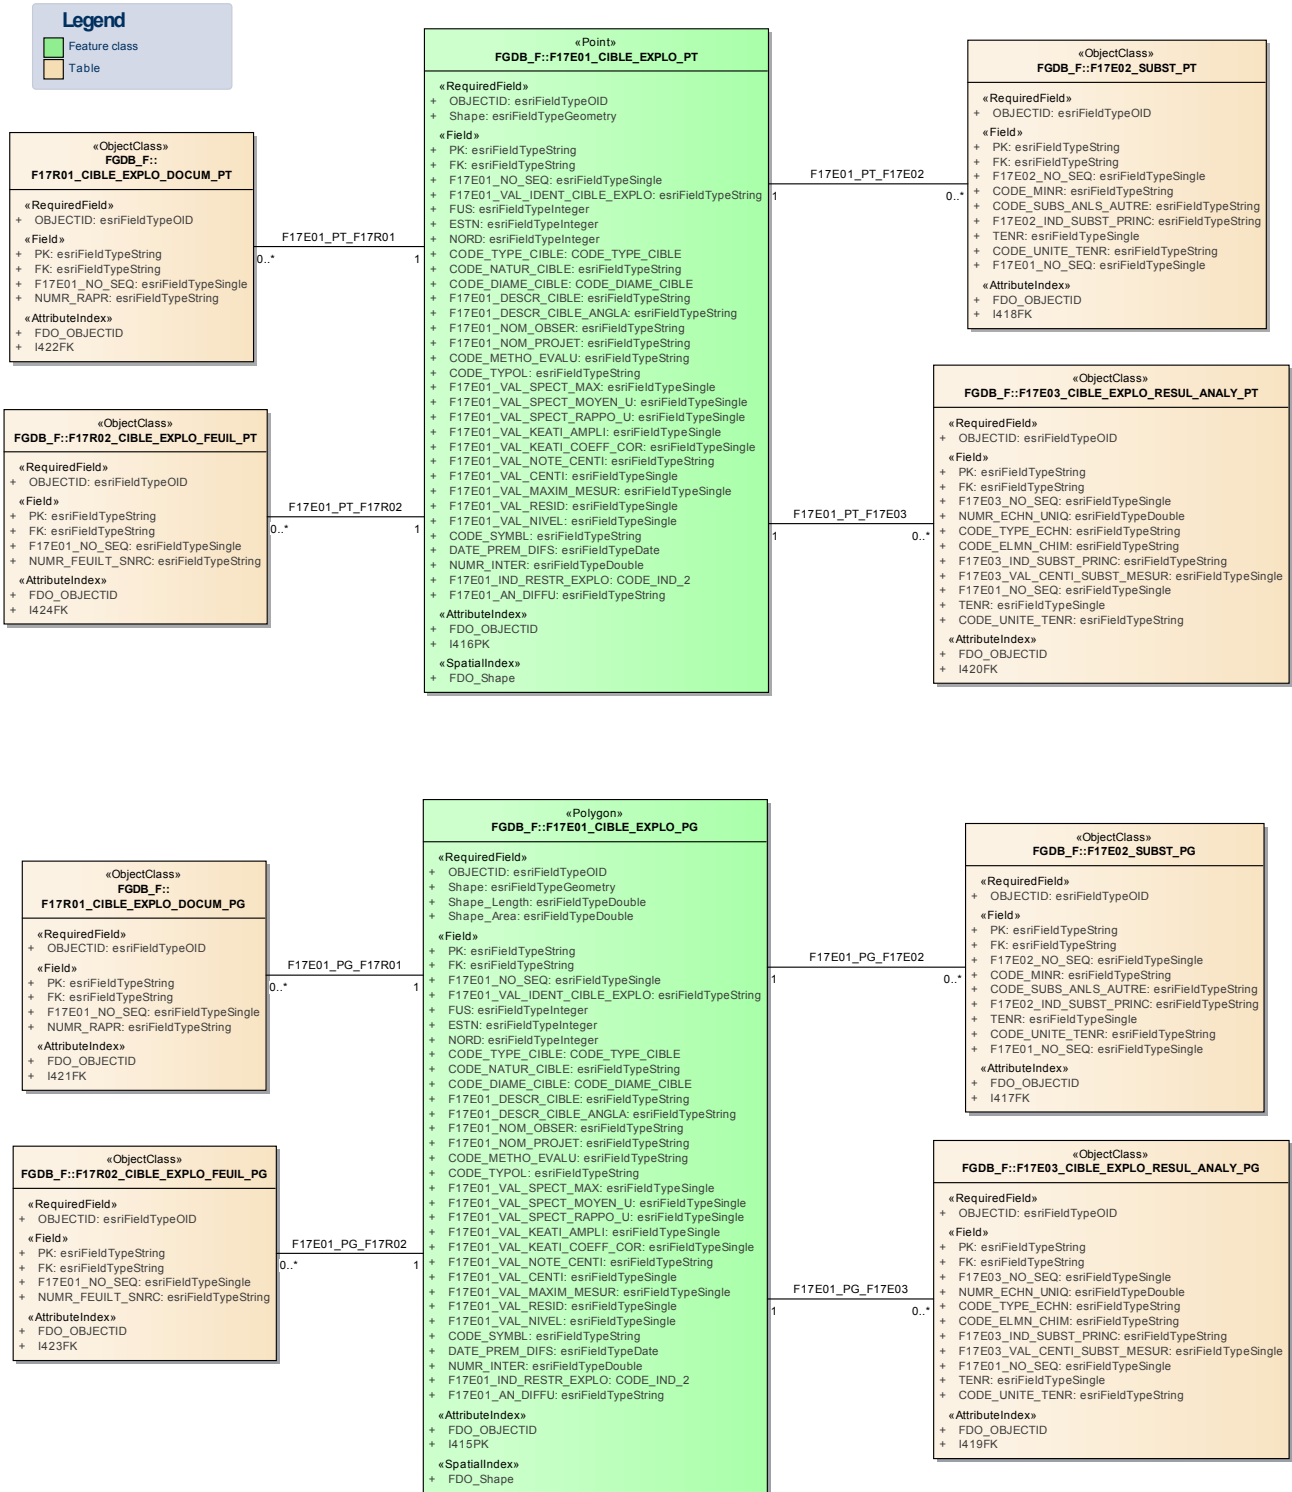 Legend
Feature class
Table
«Point»
FGDB_F::F17E01_CIBLE_EXPLO_PT
«RequiredField»
+ OBJECTID: esriFieldTypeOID
+ Shape: esriFieldTypeGeometry
«Field»
+ PK: esriFieldTypeString
+ FK: esriFieldTypeString
+ F17E01_NO_SEQ: esriFieldTypeSingle
+ F17E01_VAL_IDENT_CIBLE_EXPLO: esriFieldTypeString
+ FUS: esriFieldTypeInteger
+ ESTN: esriFieldTypeInteger
+ NORD: esriFieldTypeInteger
+ CODE_TYPE_CIBLE: CODE_TYPE_CIBLE
+ CODE_NATUR_CIBLE: esriFieldTypeString
+ CODE_DIAME_CIBLE: CODE_DIAME_CIBLE
+ F17E01_DESCR_CIBLE: esriFieldTypeString
+ F17E01_DESCR_CIBLE_ANGLA: esriFieldTypeString
+ F17E01_NOM_OBSER: esriFieldTypeString
+ F17E01_NOM_PROJET: esriFieldTypeString
+ CODE_METHO_EVALU: esriFieldTypeString
+ CODE_TYPOL: esriFieldTypeString
+ F17E01_VAL_SPECT_MAX: esriFieldTypeSingle
+ F17E01_VAL_SPECT_MOYEN_U: esriFieldTypeSingle
+ F17E01_VAL_SPECT_RAPPO_U: esriFieldTypeSingle
+ F17E01_VAL_KEATI_AMPLI: esriFieldTypeSingle
+ F17E01_VAL_KEATI_COEFF_COR: esriFieldTypeSingle
+ F17E01_VAL_NOTE_CENTI: esriFieldTypeString
+ F17E01_VAL_CENTI: esriFieldTypeSingle
+ F17E01_VAL_MAXIM_MESUR: esriFieldTypeSingle
+ F17E01_VAL_RESID: esriFieldTypeSingle
+ F17E01_VAL_NIVEL: esriFieldTypeSingle
+ CODE_SYMBL: esriFieldTypeString
+ DATE_PREM_DIFS: esriFieldTypeDate
+ NUMR_INTER: esriFieldTypeDouble
+ F17E01_IND_RESTR_EXPLO: CODE_IND_2
+ F17E01_AN_DIFFU: esriFieldTypeString
«AttributeIndex»
+ FDO_OBJECTID
+ I416PK
«SpatialIndex»
+ FDO_Shape
«ObjectClass»
FGDB_F::
F17R01_CIBLE_EXPLO_DOCUM_PT
«RequiredField»
+ OBJECTID: esriFieldTypeOID
«Field»
+ PK: esriFieldTypeString
+ FK: esriFieldTypeString
+ F17E01_NO_SEQ: esriFieldTypeSingle
+ NUMR_RAPR: esriFieldTypeString
«AttributeIndex»
+ FDO_OBJECTID
+ I422FK
F17E01_PT_F17R01
0..* 1
«ObjectClass»
FGDB_F::F17R02_CIBLE_EXPLO_FEUIL_PT
«RequiredField»
+ OBJECTID: esriFieldTypeOID
«Field»
+ PK: esriFieldTypeString
+ FK: esriFieldTypeString
+ F17E01_NO_SEQ: esriFieldTypeSingle
+ NUMR_FEUILT_SNRC: esriFieldTypeString
«AttributeIndex»
+ FDO_OBJECTID
+ I424FK
F17E01_PT_F17R02
0..* 1
F17E01_PT_F17E02
1 0..*
«ObjectClass»
FGDB_F::F17E02_SUBST_PT
«RequiredField»
+ OBJECTID: esriFieldTypeOID
«Field»
+ PK: esriFieldTypeString
+ FK: esriFieldTypeString
+ F17E02_NO_SEQ: esriFieldTypeSingle
+ CODE_MINR: esriFieldTypeString
+ CODE_SUBS_ANLS_AUTRE: esriFieldTypeString
+ F17E02_IND_SUBST_PRINC: esriFieldTypeString
+ TENR: esriFieldTypeSingle
+ CODE_UNITE_TENR: esriFieldTypeString
+ F17E01_NO_SEQ: esriFieldTypeSingle
«AttributeIndex»
+ FDO_OBJECTID
+ I418FK
F17E01_PT_F17E03
1 0..*
«ObjectClass»
FGDB_F::F17E03_CIBLE_EXPLO_RESUL_ANALY_PT
«RequiredField»
+ OBJECTID: esriFieldTypeOID
«Field»
+ PK: esriFieldTypeString
+ FK: esriFieldTypeString
+ F17E03_NO_SEQ: esriFieldTypeSingle
+ NUMR_ECHN_UNIQ: esriFieldTypeDouble
+ CODE_TYPE_ECHN: esriFieldTypeString
+ CODE_ELMN_CHIM: esriFieldTypeString
+ F17E03_IND_SUBST_PRINC: esriFieldTypeString
+ F17E03_VAL_CENTI_SUBST_MESUR: esriFieldTypeSingle
+ F17E01_NO_SEQ: esriFieldTypeSingle
+ TENR: esriFieldTypeSingle
+ CODE_UNITE_TENR: esriFieldTypeString
«AttributeIndex»
+ FDO_OBJECTID
+ I420FK
«Polygon»
FGDB_F::F17E01_CIBLE_EXPLO_PG
«RequiredField»
+ OBJECTID: esriFieldTypeOID
+ Shape: esriFieldTypeGeometry
+ Shape_Length: esriFieldTypeDouble
+ Shape_Area: esriFieldTypeDouble
«Field»
+ PK: esriFieldTypeString
+ FK: esriFieldTypeString
+ F17E01_NO_SEQ: esriFieldTypeSingle
+ F17E01_VAL_IDENT_CIBLE_EXPLO: esriFieldTypeString
+ FUS: esriFieldTypeInteger
+ ESTN: esriFieldTypeInteger
+ NORD: esriFieldTypeInteger
+ CODE_TYPE_CIBLE: CODE_TYPE_CIBLE
+ CODE_NATUR_CIBLE: esriFieldTypeString
+ CODE_DIAME_CIBLE: CODE_DIAME_CIBLE
+ F17E01_DESCR_CIBLE: esriFieldTypeString
+ F17E01_DESCR_CIBLE_ANGLA: esriFieldTypeString
+ F17E01_NOM_OBSER: esriFieldTypeString
+ F17E01_NOM_PROJET: esriFieldTypeString
+ CODE_METHO_EVALU: esriFieldTypeString
+ CODE_TYPOL: esriFieldTypeString
+ F17E01_VAL_SPECT_MAX: esriFieldTypeSingle
+ F17E01_VAL_SPECT_MOYEN_U: esriFieldTypeSingle
+ F17E01_VAL_SPECT_RAPPO_U: esriFieldTypeSingle
+ F17E01_VAL_KEATI_AMPLI: esriFieldTypeSingle
+ F17E01_VAL_KEATI_COEFF_COR: esriFieldTypeSingle
+ F17E01_VAL_NOTE_CENTI: esriFieldTypeString
+ F17E01_VAL_CENTI: esriFieldTypeSingle
+ F17E01_VAL_MAXIM_MESUR: esriFieldTypeSingle
+ F17E01_VAL_RESID: esriFieldTypeSingle
+ F17E01_VAL_NIVEL: esriFieldTypeSingle
+ CODE_SYMBL: esriFieldTypeString
+ DATE_PREM_DIFS: esriFieldTypeDate
+ NUMR_INTER: esriFieldTypeDouble
+ F17E01_IND_RESTR_EXPLO: CODE_IND_2
+ F17E01_AN_DIFFU: esriFieldTypeString
«AttributeIndex»
+ FDO_OBJECTID
+ I415PK
«SpatialIndex»
+ FDO_Shape
«ObjectClass»
FGDB_F::
F17R01_CIBLE_EXPLO_DOCUM_PG
«RequiredField»
+ OBJECTID: esriFieldTypeOID
«Field»
+ PK: esriFieldTypeString
+ FK: esriFieldTypeString
+ F17E01_NO_SEQ: esriFieldTypeSingle
+ NUMR_RAPR: esriFieldTypeString
«AttributeIndex»
+ FDO_OBJECTID
+ I421FK
F17E01_PG_F17R01
0..* 1
«ObjectClass»
FGDB_F::F17R02_CIBLE_EXPLO_FEUIL_PG
«RequiredField»
+ OBJECTID: esriFieldTypeOID
«Field»
+ PK: esriFieldTypeString
+ FK: esriFieldTypeString
+ F17E01_NO_SEQ: esriFieldTypeSingle
+ NUMR_FEUILT_SNRC: esriFieldTypeString
«AttributeIndex»
+ FDO_OBJECTID
+ I423FK
F17E01_PG_F17R02
0..* 1
F17E01_PG_F17E02
1 0..*
«ObjectClass»
FGDB_F::F17E02_SUBST_PG
«RequiredField»
+ OBJECTID: esriFieldTypeOID
«Field»
+ PK: esriFieldTypeString
+ FK: esriFieldTypeString
+ F17E02_NO_SEQ: esriFieldTypeSingle
+ CODE_MINR: esriFieldTypeString
+ CODE_SUBS_ANLS_AUTRE: esriFieldTypeString
+ F17E02_IND_SUBST_PRINC: esriFieldTypeString
+ TENR: esriFieldTypeSingle
+ CODE_UNITE_TENR: esriFieldTypeString
+ F17E01_NO_SEQ: esriFieldTypeSingle
«AttributeIndex»
+ FDO_OBJECTID
+ I417FK
F17E01_PG_F17E03
1 0..*
«ObjectClass»
FGDB_F::F17E03_CIBLE_EXPLO_RESUL_ANALY_PG
«RequiredField»
+ OBJECTID: esriFieldTypeOID
«Field»
+ PK: esriFieldTypeString
+ FK: esriFieldTypeString
+ F17E03_NO_SEQ: esriFieldTypeSingle
+ NUMR_ECHN_UNIQ: esriFieldTypeDouble
+ CODE_TYPE_ECHN: esriFieldTypeString
+ CODE_ELMN_CHIM: esriFieldTypeString
+ F17E03_IND_SUBST_PRINC: esriFieldTypeString
+ F17E03_VAL_CENTI_SUBST_MESUR: esriFieldTypeSingle
+ F17E01_NO_SEQ: esriFieldTypeSingle
+ TENR: esriFieldTypeSingle
+ CODE_UNITE_TENR: esriFieldTypeString
«AttributeIndex»
+ FDO_OBJECTID
+ I419FK